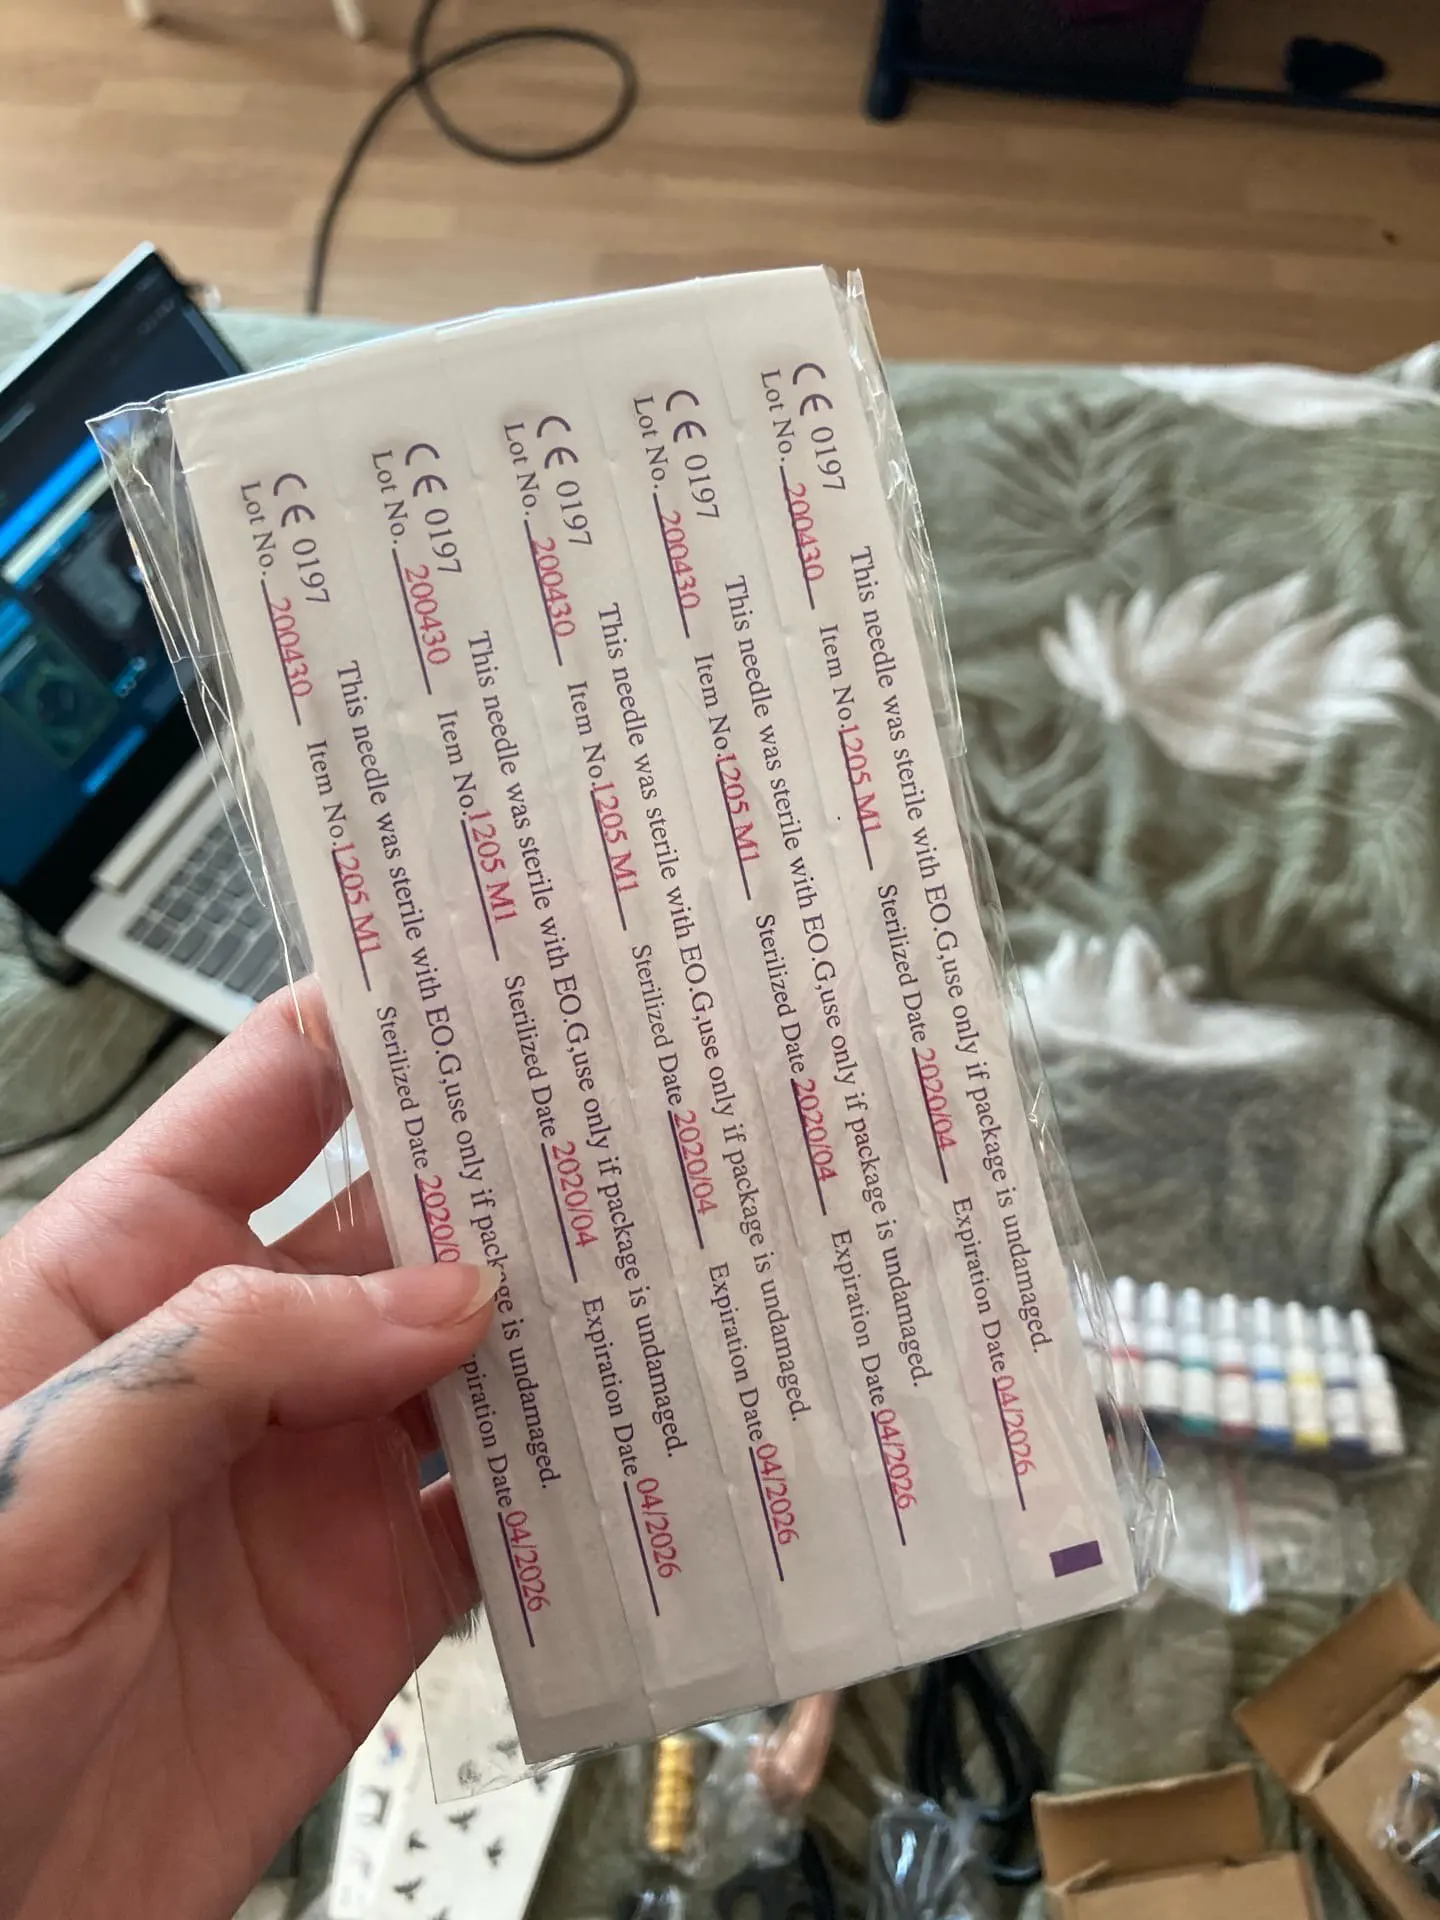 CE 0197
This needle was sterile with EO.G,use only if package is undamaged.
Lot No. 200430 Item No.1205 M1 Sterilized Date 2020/04 Expiration Date 04/2026
CE 0197
This needle was sterile with EO.G,use only if package is undamaged.
Lot No. 200430 Item No.1205 M1 Sterilized Date 2020/04 Expiration Date 04/2026
CE 0197
This needle was sterile with EO.G,use only if package is undamaged.
Lot No. 200430 Item No.1205 M1 Sterilized Date 2020/04 Expiration Date 04/2026
CE 0197
This needle was sterile with EO.G,use only if package is undamaged.
Lot No. 200430 Item No.1205 M1 Sterilized Date 2020/04 Expiration Date 04/2026
CE 0197
This needle was sterile with EO.G,use only if package is undamaged.
Lot No. 200430 Item No.1205 M1 Sterilized Date 2020/0 piration Date 04/2026